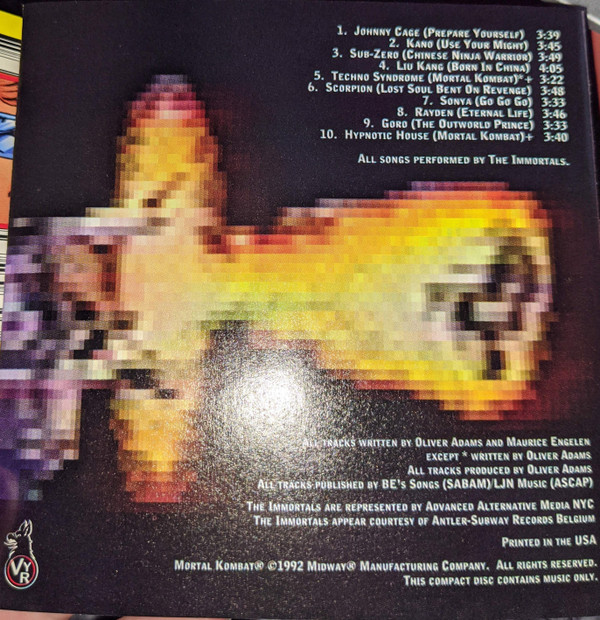 1. Johnny Cage (Prepare Yourself) 3:39
2. Kano (Use Your Might) 3:45
3. Sub-Zero (Chinese Ninja Warrior) 3:49
4. Liu Kang (Born In China) 4:05
5. Techno Syndrome (Mortal Kombat)*+ 3:22
6. Scorpion (Lost Soul Bent On Revenge) 3:48
7. Sonya (Go Go Go) 3:33
8. Rayden (Eternal Life) 3:46
9. Goro (The Outworld Prince) 3:33
10. Hypnotic House (Mortal Kombat)+ 3:40
All songs performed by The Immortals.
All tracks written by Oliver Adams and Maurice Engelen
except * written by Oliver Adams
All tracks produced by Oliver Adams
All tracks published by BE's Songs (SABAM)/LJN Music (ASCAP)
The Immortals are represented by Advanced Alternative Media NYC
The Immortals appear courtesy of Antler-Subway Records Belgium
Printed in the USA
VYR
Mortal Kombat® ©1992 Midway® Manufacturing Company. All rights reserved.
This compact disc contains music only.